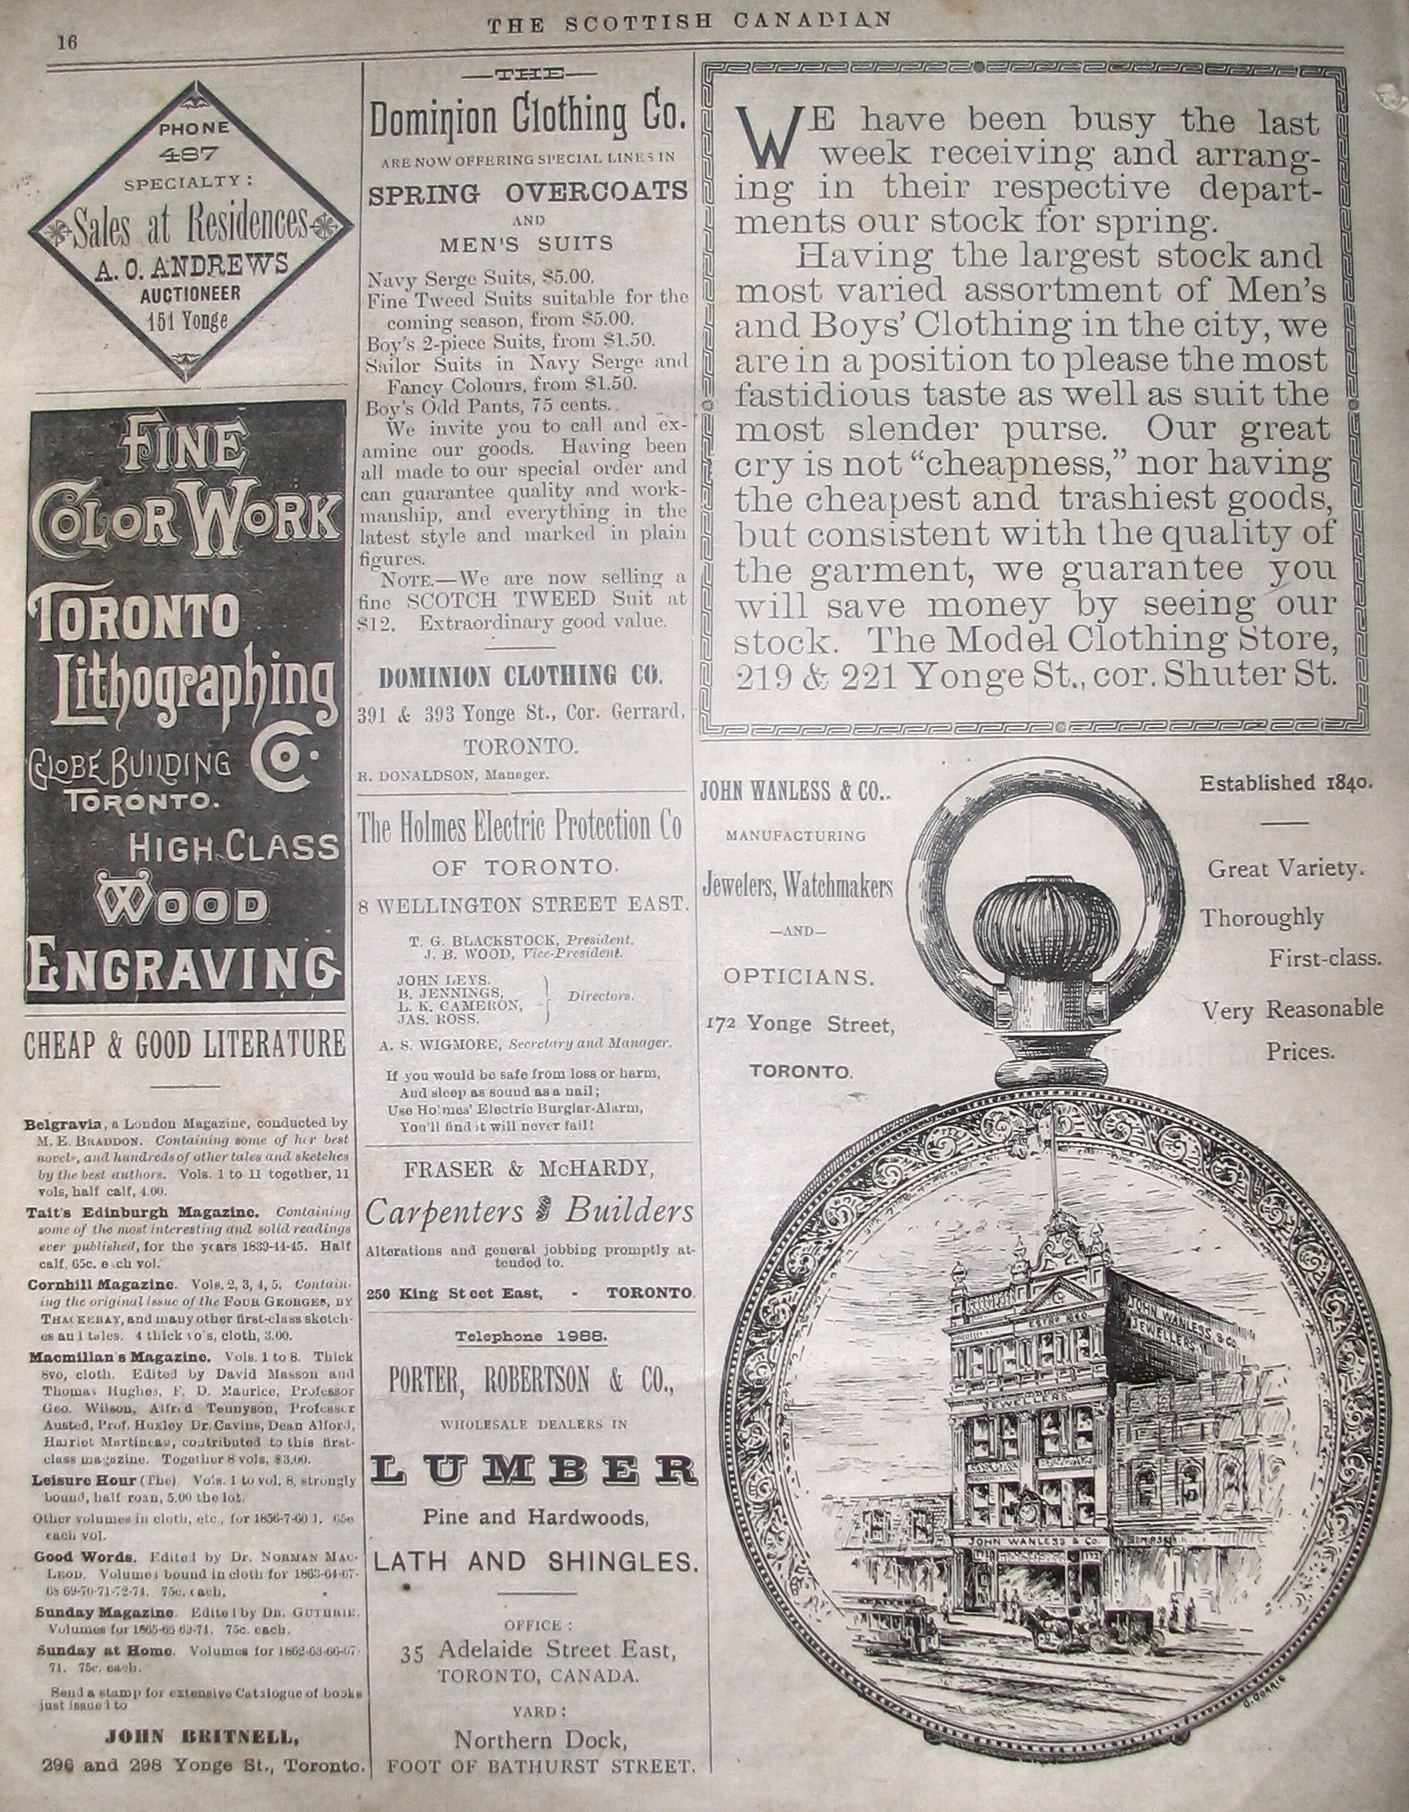 16
THE SCOTTISH CANADIAN
PHONE
487
SPECIALTY:
Sales at Residences
A. O. ANDREWS
AUCTIONEER
151 Yonge
FINE
COLOR WORK
TORONTO
Lithographing
Co.
GLOBE BUILDING
TORONTO.
HIGH CLASS
WOOD
ENGRAVING
CHEAP & GOOD LITERATURE
Belgravia, a London Magazine, conducted by
M. E. BRADDON. Containing some of her best
novels, and hundreds of other tales and sketches
by the best authors. Vols. 1 to 11 together, 11
vols, half calf, 4.00.
Tait's Edinburgh Magazine. Containing
some of the most interesting and solid readings
ever published, for the years 1839-44-45. Half
calf, 65c. each vol.
Cornhill Magazine. Vols. 2, 3, 4, 5. Contain-
ing the original issue of the FOUR GEORGES, BY
THACKERAY, and many other first-class sketch-
es and tales. 4 thick vo's, cloth, 3.00.
Macmillan's Magazine. Vols. 1 to 8. Thick
8vo, cloth. Edited by David Masson and
Thomas Hughes, F. D. Maurice, Professor
Geo. Wilson, Alfred Tennyson, Professor
Austed, Prof. Huxley Dr. Cavins, Dean Alford,
Harriet Martineau, contributed to this first-
class magazine. Together 8 vols, $3.00.
Leisure Hour (The). Vols. 1 to vol. 8, strongly
bound, half roan, 5.00 the lot.
Other volumes in cloth, etc., for 1856-7-60 1. 65c
each vol.
Good Words. Edited by Dr. NORMAN MAC-
LEOD. Volumes bound in cloth for 1863-64-67-
68 69-70-71-72-74. 75c. each.
Sunday Magazine. Edited by DR. GUTHRIE.
Volumes for 1865-66 69-71. 75c. each.
Sunday at Home. Volumes for 1862-63-66-67-
71. 75c. each.
Send a stamp for extensive Catalogue of books
just issued to
JOHN BRITNELL,
296 and 298 Yonge St., Toronto.
—THE—
Dominion Clothing Co.
ARE NOW OFFERING SPECIAL LINES IN
SPRING OVERCOATS
AND
MEN'S SUITS
Navy Serge Suits, $5.00.
Fine Tweed Suits suitable for the
coming season, from $5.00.
Boy's 2-piece Suits, from $1.50.
Sailor Suits in Navy Serge and
Fancy Colours, from $1.50.
Boy's Odd Pants, 75 cents.
We invite you to call and ex-
amine our goods. Having been
all made to our special order and
can guarantee quality and work-
manship, and everything in the
latest style and marked in plain
figures.
NOTE.—We are now selling a
fine SCOTCH TWEED Suit at
$12. Extraordinary good value.
DOMINION CLOTHING CO.
391 & 393 Yonge St., Cor. Gerrard,
TORONTO.
R. DONALDSON, Manager.
The Holmes Electric Protection Co
OF TORONTO.
8 WELLINGTON STREET EAST.
T. G. BLACKSTOCK, President.
J. B. WOOD, Vice-President.
JOHN LEYS.
B. JENNINGS,
L. K. CAMERON,
JAS. ROSS.
Directors.
A. S. WIGMORE, Secretary and Manager.
If you would be safe from loss or harm,
And sleep as sound as a nail;
Use Holmes' Electric Burglar-Alarm,
You'll find it will never fail!
FRASER & McHARDY,
Carpenters & Builders
Alterations and general jobbing promptly at-
tended to.
250 King Street East, - TORONTO
Telephone 1988.
PORTER, ROBERTSON & CO.,
WHOLESALE DEALERS IN
LUMBER
Pine and Hardwoods,
LATH AND SHINGLES.
OFFICE:
35 Adelaide Street East,
TORONTO, CANADA.
YARD:
Northern Dock,
FOOT OF BATHURST STREET.
WE have been busy the last
week receiving and arrang-
ing in their respective depart-
ments our stock for spring.
Having the largest stock and
most varied assortment of Men's
and Boys' Clothing in the city, we
are in a position to please the most
fastidious taste as well as suit the
most slender purse. Our great
cry is not "cheapness," nor having
the cheapest and trashiest goods,
but consistent with the quality of
the garment, we guarantee you
will save money by seeing our
stock. The Model Clothing Store,
219 & 221 Yonge St., cor. Shuter St.
JOHN WANLESS & CO..
MANUFACTURING
Jewelers, Watchmakers
—AND—
OPTICIANS.
172 Yonge Street,
TORONTO.
Established 1840.
Great Variety.
Thoroughly
First-class.
Very Reasonable
Prices.
JOHN WANLESS & CO.
JEWELLERS
ESTBD 1840
JEWELLERS
JOHN WANLESS & CO.
SIMPSON